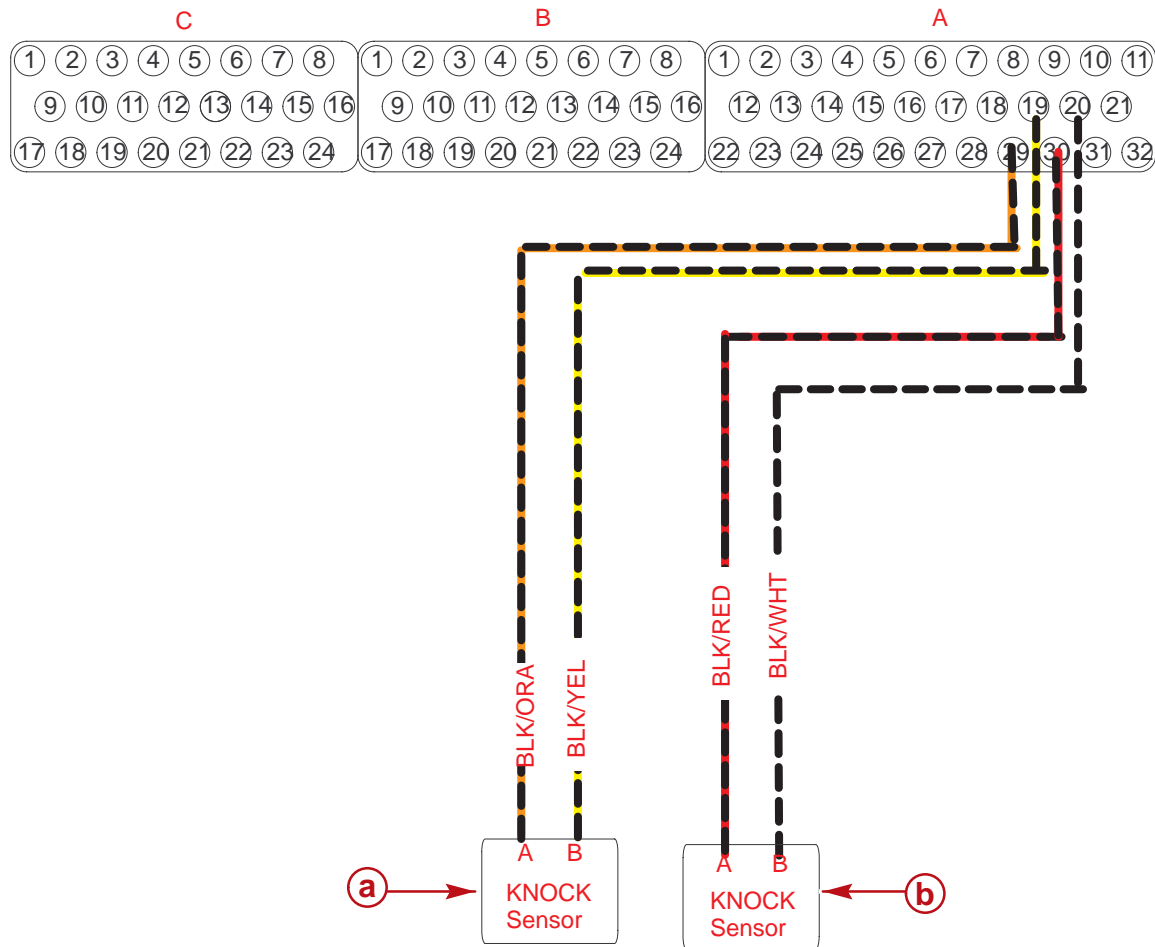 C B A
1 2 3 4 5 6 7 8 1 2 3 4 5 6 7 8 1 2 3 4 5 6 7 8 9 10 11
9 10 11 12 13 14 15 16 9 10 11 12 13 14 15 16 12 13 14 15 16 17 18 19 20 21
17 18 19 20 21 22 23 24 17 18 19 20 21 22 23 24 22 23 24 25 26 27 28 29 30 31 32
BLK/ORA
BLK/YEL
BLK/RED
BLK/WHT
A B
KNOCK
Sensor
a
A B
KNOCK
Sensor
b